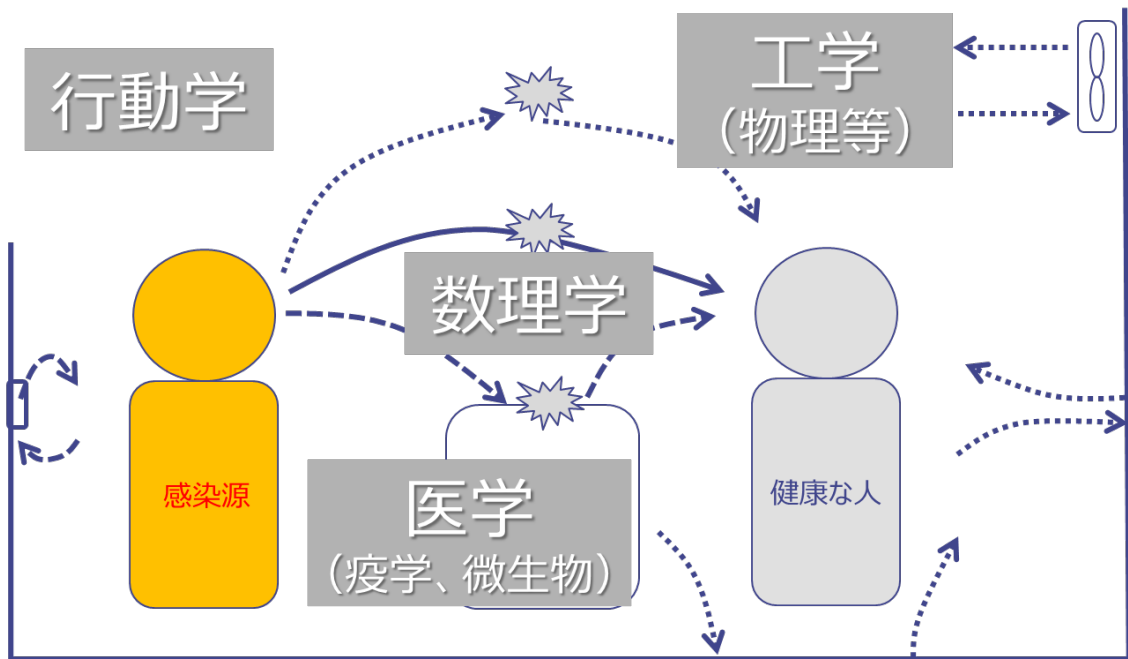 行動学
工学
（物理等）
数理学
感染源
健康な人
医学
（疫学、微生物）